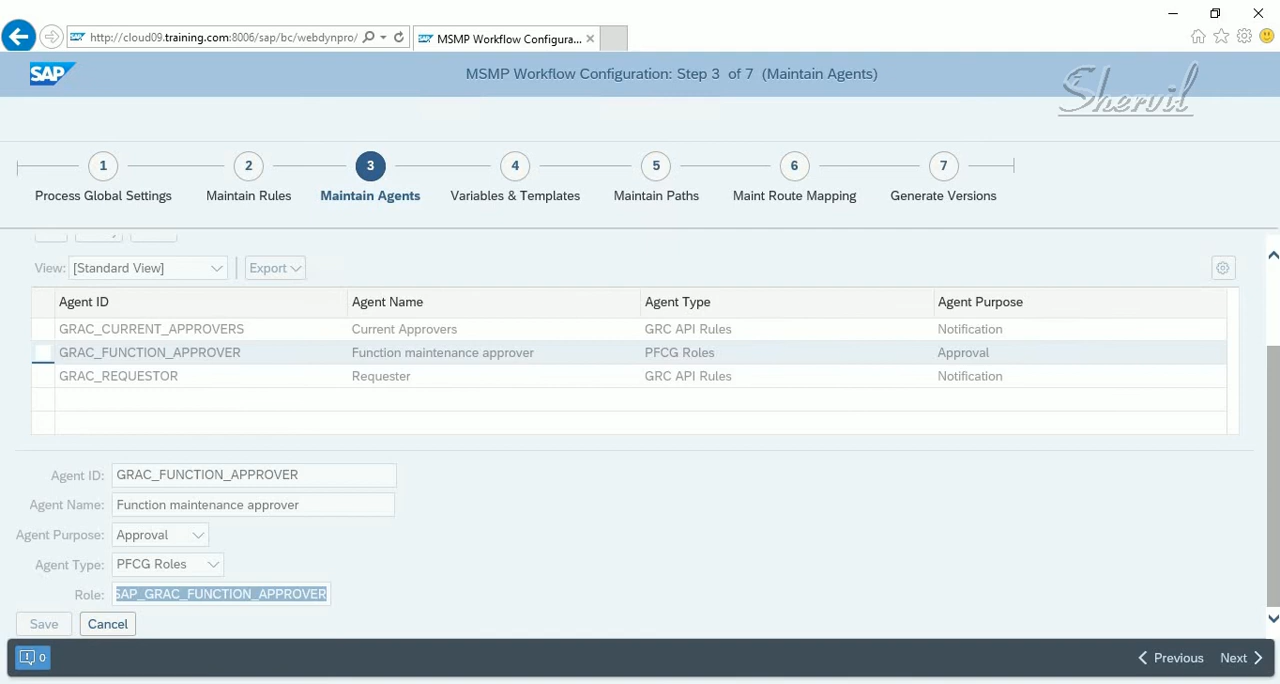 http://cloud09.training.com:8006/sap/bc/webdynpro/
MSMP Workflow Configura...
SAP
MSMP Workflow Configuration: Step 3 of 7 (Maintain Agents)
Shervil
1 2 3 4 5 6 7
Process Global Settings Maintain Rules Maintain Agents Variables & Templates Maintain Paths Maint Route Mapping Generate Versions
View: [Standard View] Export
Agent ID Agent Name Agent Type Agent Purpose
GRAC_CURRENT_APPROVERS Current Approvers GRC API Rules Notification
GRAC_FUNCTION_APPROVER Function maintenance approver PFCG Roles Approval
GRAC_REQUESTOR Requester GRC API Rules Notification
Agent ID: GRAC_FUNCTION_APPROVER
Agent Name: Function maintenance approver
Agent Purpose: Approval
Agent Type: PFCG Roles
Role: SAP_GRAC_FUNCTION_APPROVER
Save Cancel
0 Previous Next